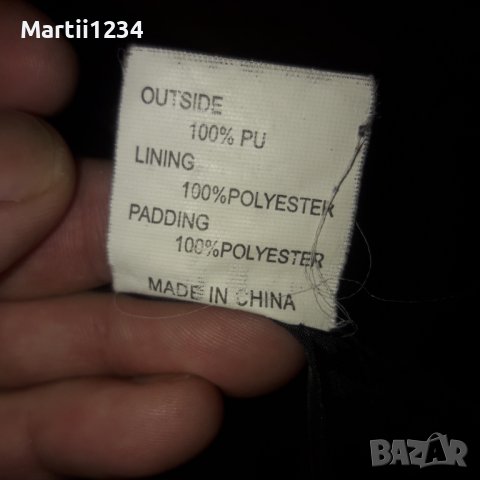 Martii1234
OUTSIDE
100% PU
LINING
100%POLYESTER
PADDING
100%POLYESTER
MADE IN CHINA
BAZAR